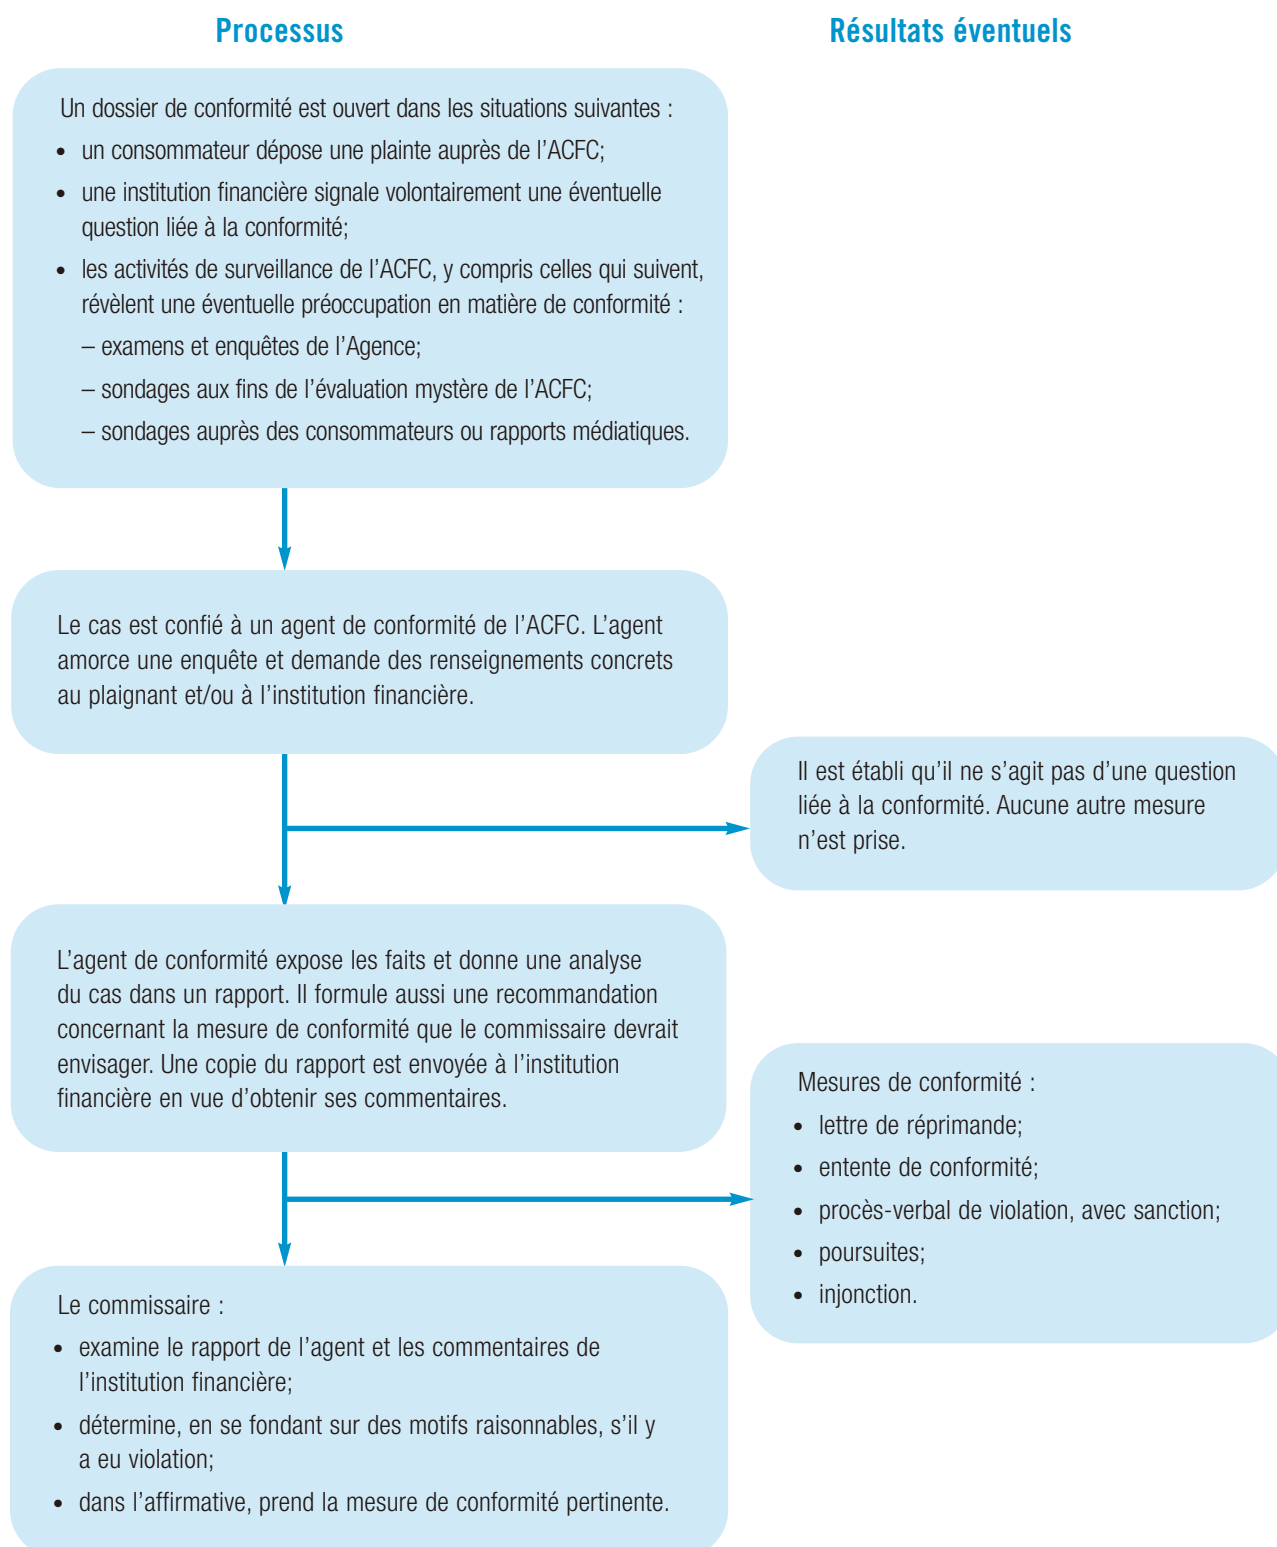 Processus
Résultats éventuels
Un dossier de conformité est ouvert dans les situations suivantes :
• un consommateur dépose une plainte auprès de l’ACFC;
• une institution financière signale volontairement une éventuelle
question liée à la conformité;
• les activités de surveillance de l’ACFC, y compris celles qui suivent,
révèlent une éventuelle préoccupation en matière de conformité :
– examens et enquêtes de l’Agence;
– sondages aux fins de l’évaluation mystère de l’ACFC;
– sondages auprès des consommateurs ou rapports médiatiques.
Le cas est confié à un agent de conformité de l’ACFC. L’agent
amorce une enquête et demande des renseignements concrets
au plaignant et/ou à l’institution financière.
Il est établi qu’il ne s’agit pas d’une question
liée à la conformité. Aucune autre mesure
n’est prise.
L’agent de conformité expose les faits et donne une analyse
du cas dans un rapport. Il formule aussi une recommandation
concernant la mesure de conformité que le commissaire devrait
envisager. Une copie du rapport est envoyée à l’institution
financière en vue d’obtenir ses commentaires.
Mesures de conformité :
• lettre de réprimande;
• entente de conformité;
• procès-verbal de violation, avec sanction;
• poursuites;
• injonction.
Le commissaire :
• examine le rapport de l’agent et les commentaires de
l’institution financière;
• détermine, en se fondant sur des motifs raisonnables, s’il y
a eu violation;
• dans l’affirmative, prend la mesure de conformité pertinente.